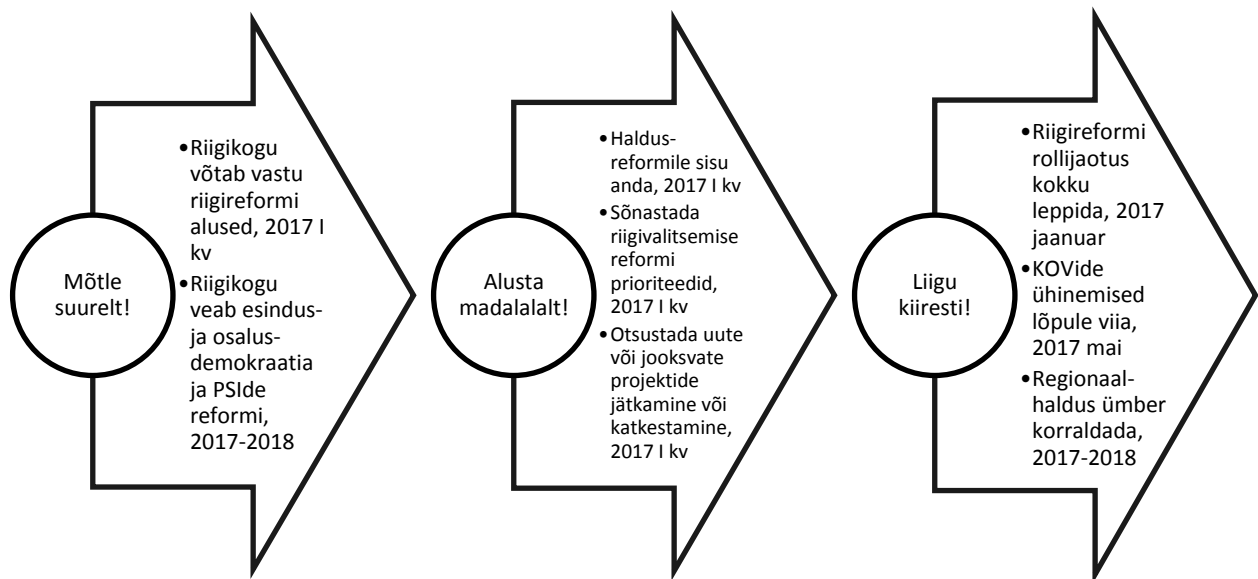 Mõtle
suurelt!
•Riigikogu
võtab vastu
riigireformi
alused, 2017 I
kv
•Riigikogu
veab esindus-
ja osalus-
demokraatia
ja PSIde
reformi,
2017-2018
Alusta
madalalalt!
•Haldus-
reformile sisu
anda, 2017 I kv
•Sõnastada
riigivalitsemise
reformi
prioriteedid,
2017 I kv
•Otsustada uute
või jooksvate
projektide
jätkamine või
katkestamine,
2017 I kv
Liigu
kiiresti!
•Riigireformi
rollijaotus
kokku
leppida, 2017
jaanuar
•KOVide
ühinemised
lõpule viia,
2017 mai
•Regionaal-
haldus ümber
korraldada,
2017-2018